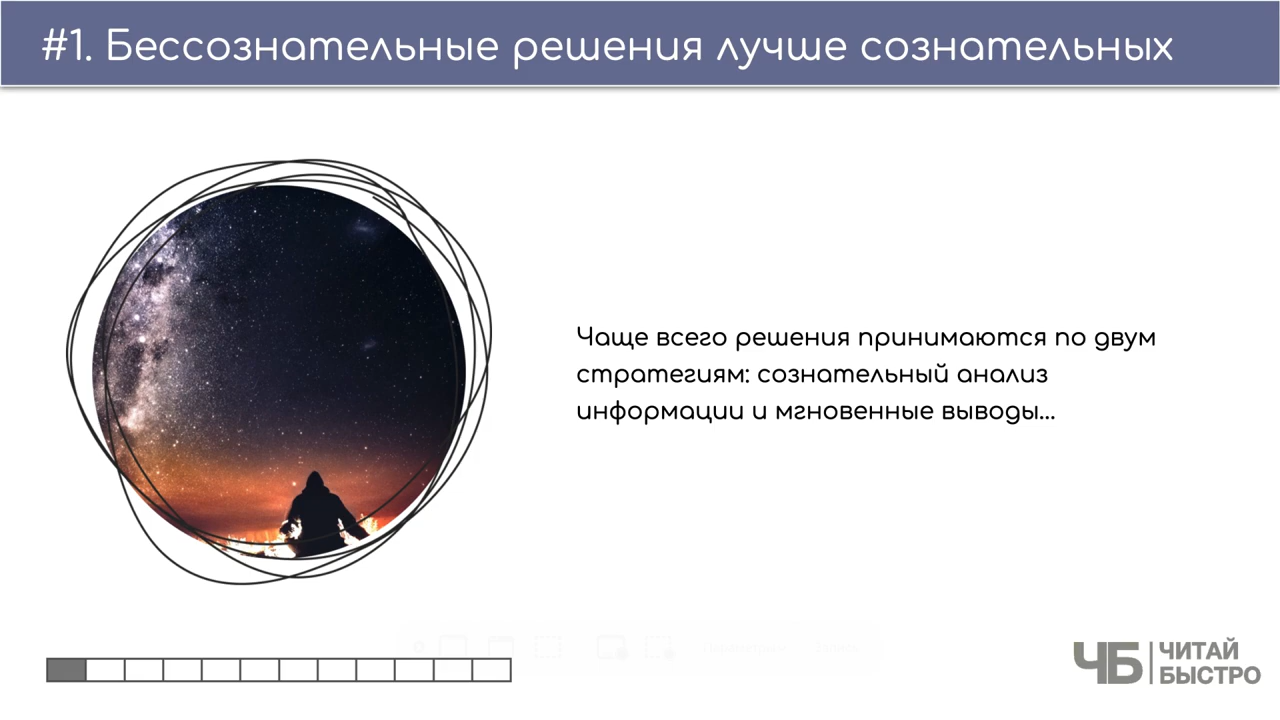 #1. Бессознательные решения лучше сознательных
Чаще всего решения принимаются по двум
стратегиям: сознательный анализ
информации и мгновенные выводы...
ЧБ
ЧИТАЙ
БЫСТРО